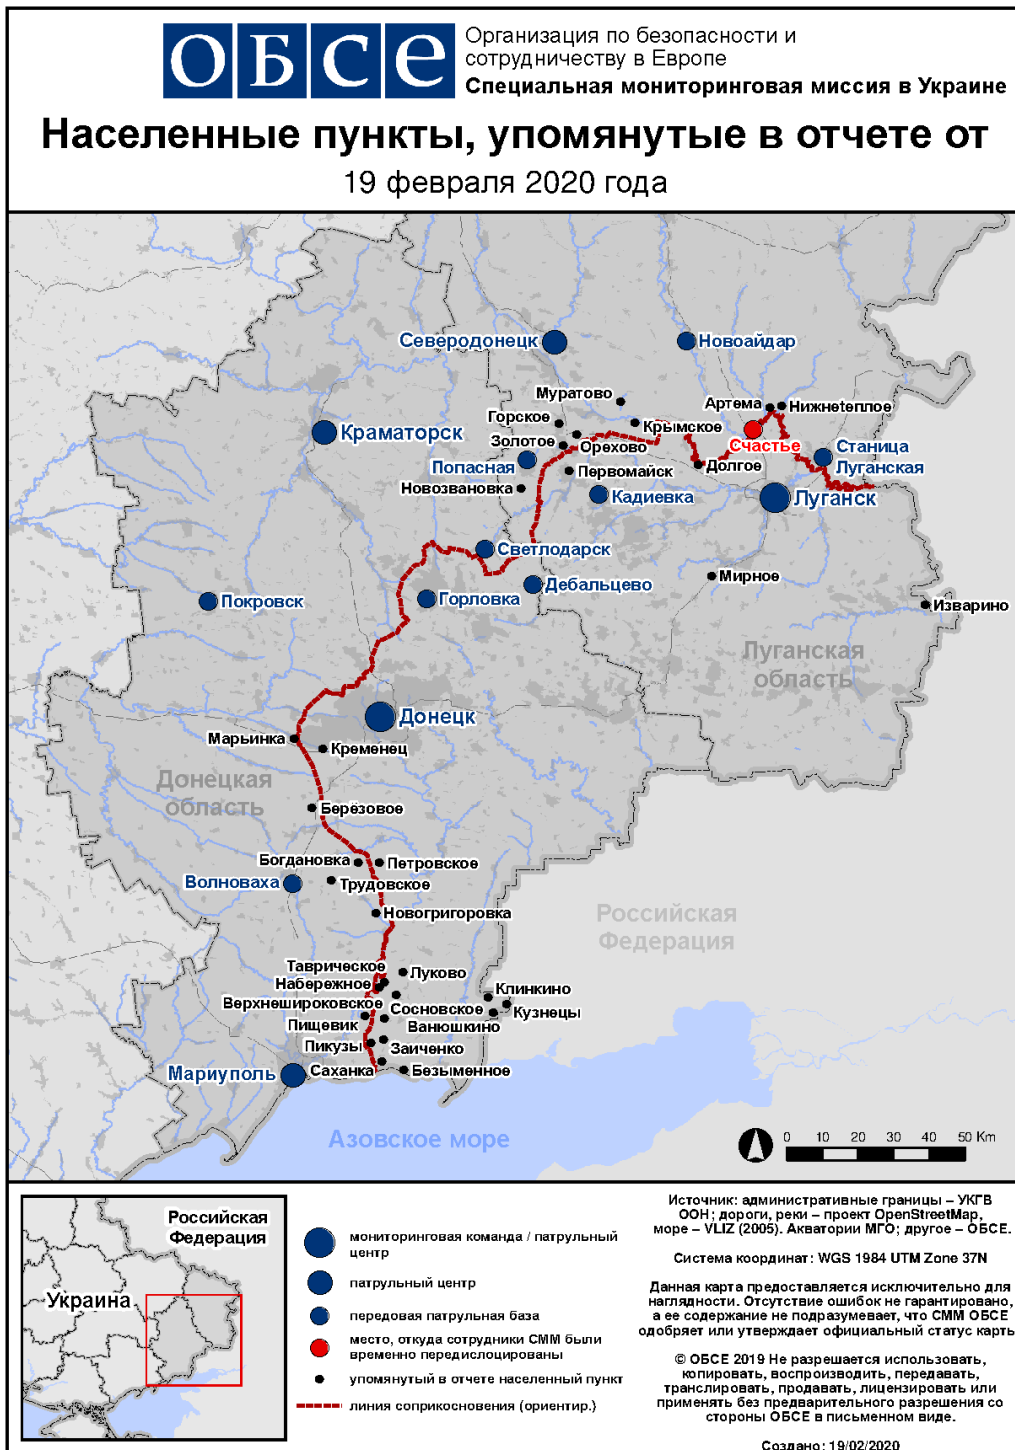 ОБСЕ
Организация по безопасности и
сотрудничеству в Европе
Специальная мониторинговая миссия в Украине
Населенные пункты, упомянутые в отчете от
19 февраля 2020 года
Северодонецк
Новоайдар
Муратово
Артема
Нижнетеплое
Горское
Крымское
Краматорск
Счастье
Золотое
Орехово
Станица
Луганская
Попасная
Первомайск
Долгое
Новозвановка
Кадиевка
Луганск
Светлодарск
Мирное
Дебальцево
Покровск
Горловка
Изварино
Луганская
область
Донецк
Марьинка
Кременец
Донецкая
область
Берёзовое
Богдановка
Петровское
Волноваха
Трудовское
Новогригоровка
Российская
Федерация
Таврическое
Луково
Набережное
Клинкино
Верхнешироковское
Сосновское
Кузнецы
Пищевик
Ванюшкино
Пикузы
Заиченко
Мариуполь
Саханка
Безыменное
Азовское море
0 10 20 30 40 50 Km
Российская
Федерация
Украина
мониторинговая команда / патрульный
центр
патрульный центр
передовая патрульная база
место, откуда сотрудники СММ были
временно передислоцированы
упомянутый в отчете населенный пункт
линия соприкосновения (ориентир.)
Источник: административные границы – УКГВ
ООН; дороги, реки – проект OpenStreetMap,
море – VLIZ (2005). Акватории МГО; другое – ОБСЕ.
Система координат: WGS 1984 UTM Zone 37N
Данная карта предоставляется исключительно для
наглядности. Отсутствие ошибок не гарантировано,
а ее содержание не подразумевает, что СММ ОБСЕ
одобряет или утверждает официальный статус карты
© ОБСЕ 2019 Не разрешается использовать,
копировать, воспроизводить, передавать,
транслировать, продавать, лицензировать или
применять без предварительного разрешения со
стороны ОБСЕ в письменном виде.
Создано: 19/02/2020